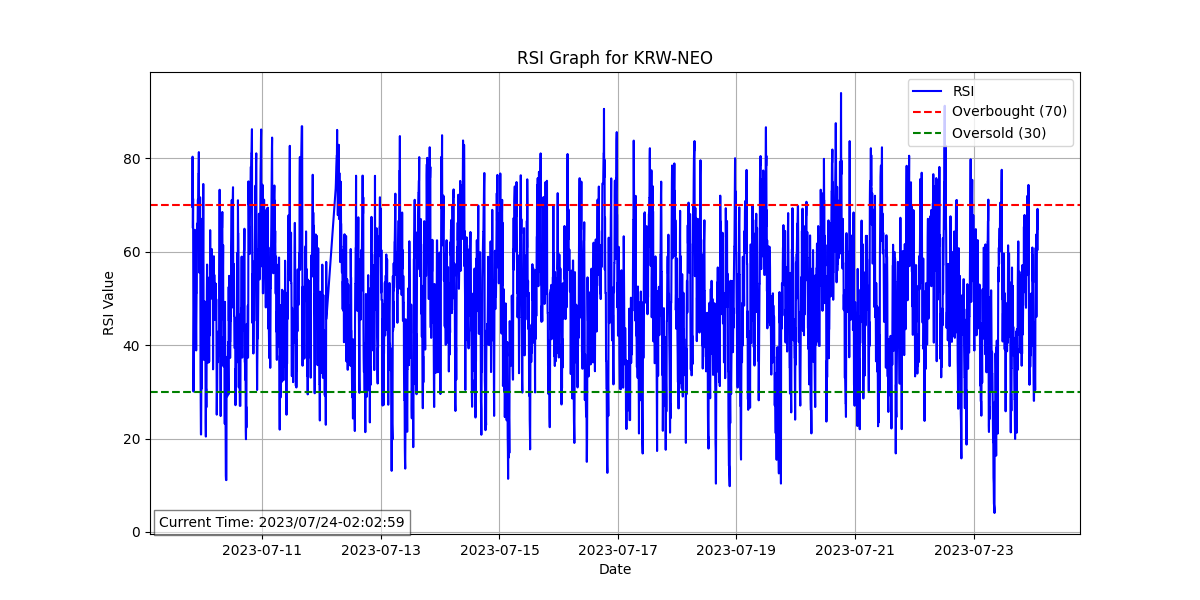 RSI Graph for KRW-NEO
RSI
Overbought (70)
Oversold (30)
80
60
40
20
0
RSI Value
Current Time: 2023/07/24-02:02:59
2023-07-11 2023-07-13 2023-07-15 2023-07-17 2023-07-19 2023-07-21 2023-07-23
Date